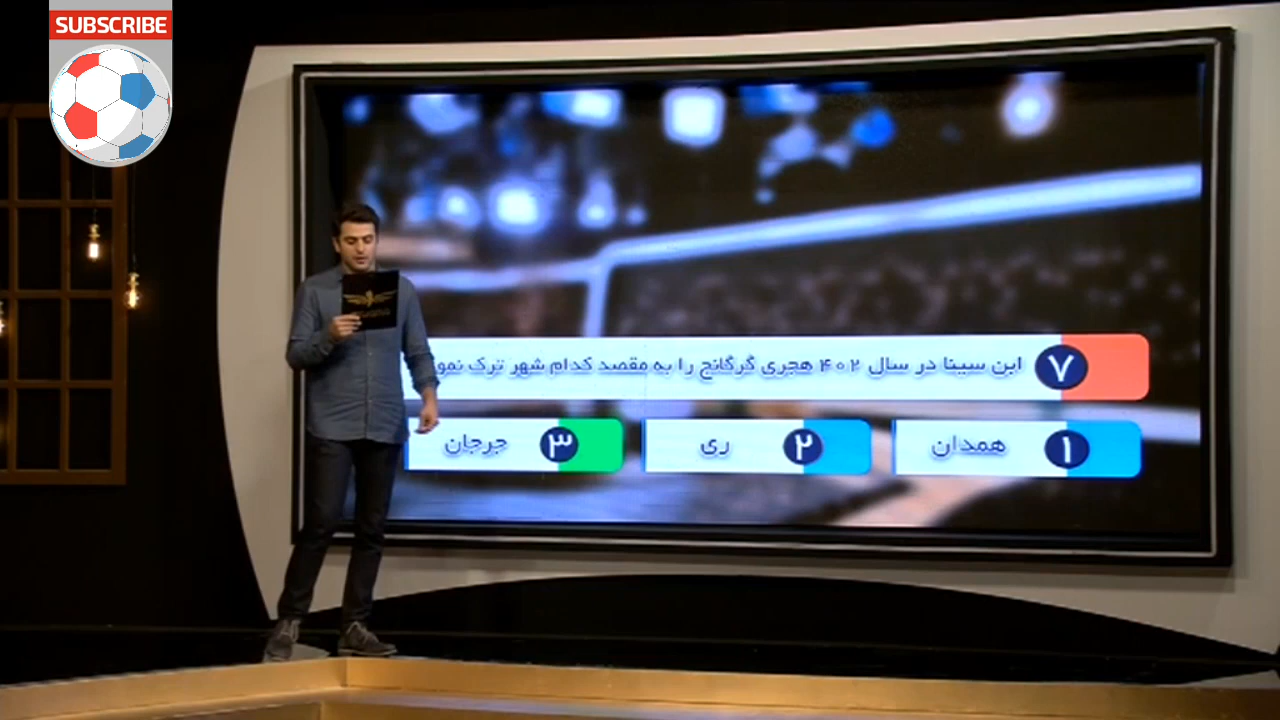 SUBSCRIBE
۷ ابن سینا در سال ۴۰۲ هجری گرگانج را به مقصد کدام شهر ترک
۱ همدان
۲ ری
۳ جرجان